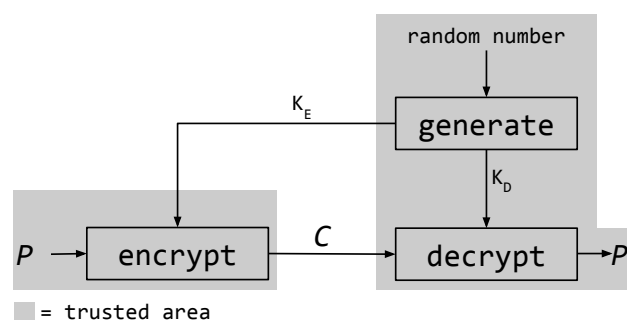 random number
K_E
generate
K_D
P
encrypt
C
decrypt
P
= trusted area